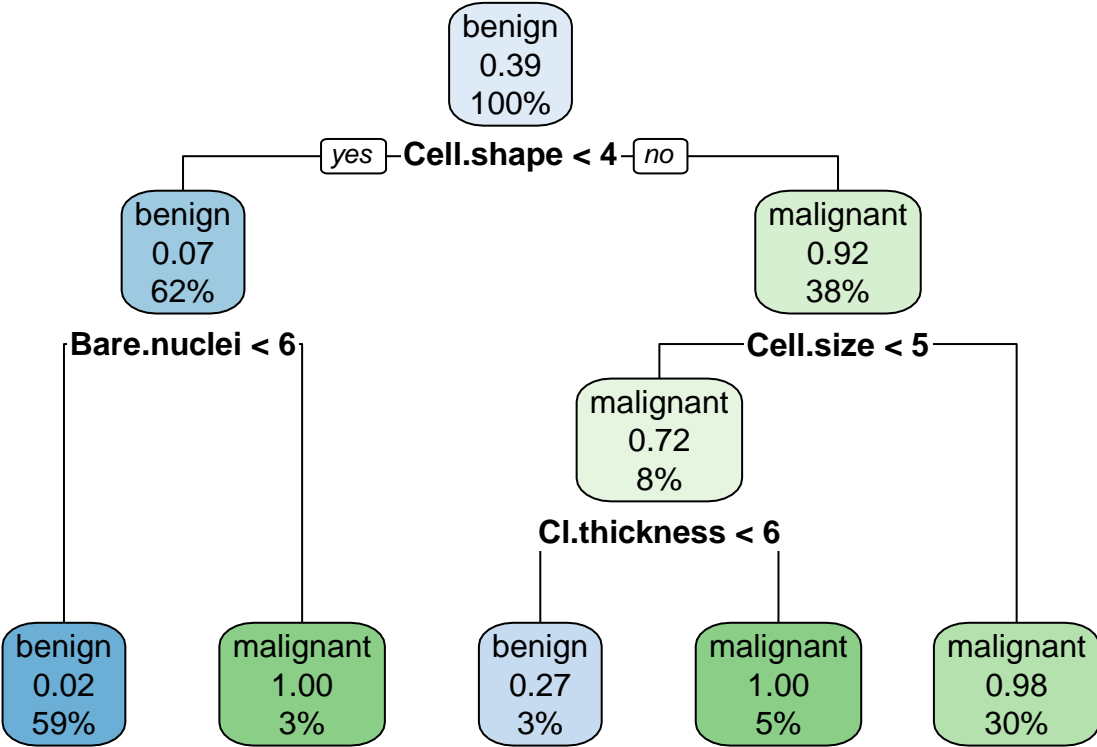 benign
0.39
100%
yes Cell.shape < 4 no
benign
0.07
62%
malignant
0.92
38%
Bare.nuclei < 6
Cell.size < 5
malignant
0.72
8%
Cl.thickness < 6
benign
0.02
59%
malignant
1.00
3%
benign
0.27
3%
malignant
1.00
5%
malignant
0.98
30%